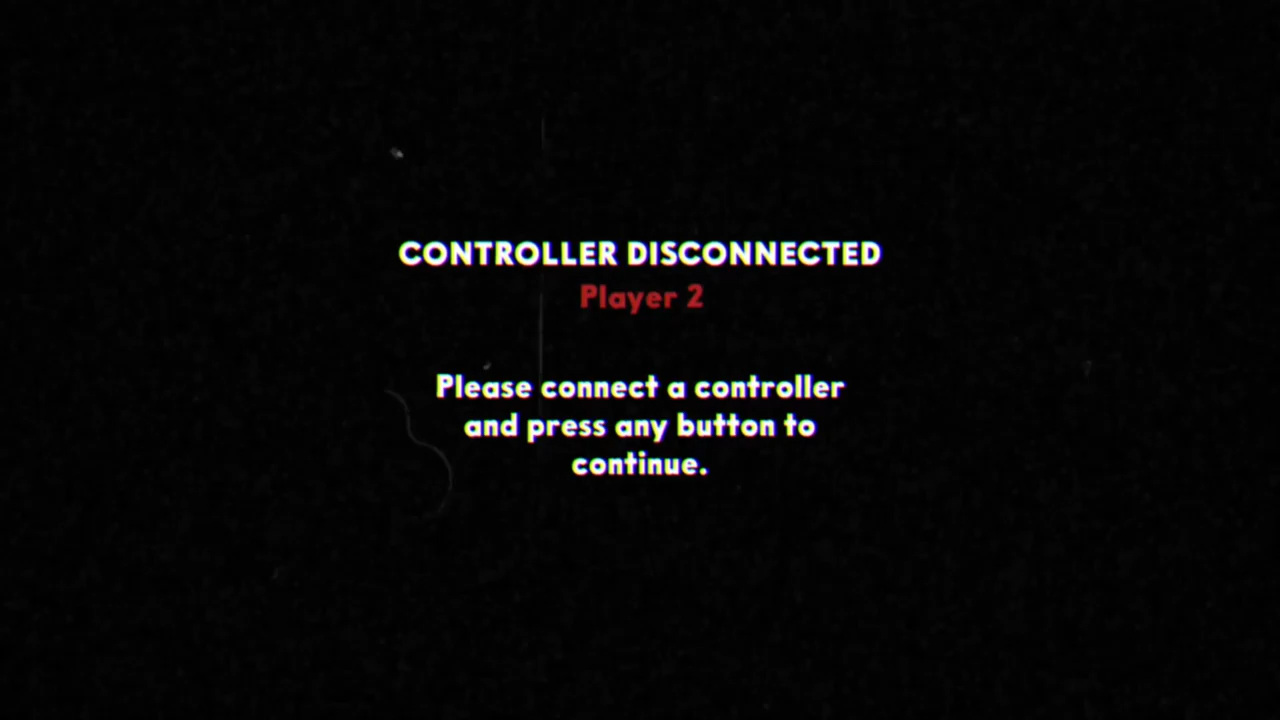 CONTROLLER DISCONNECTED
Player 2
Please connect a controller
and press any button to
continue.